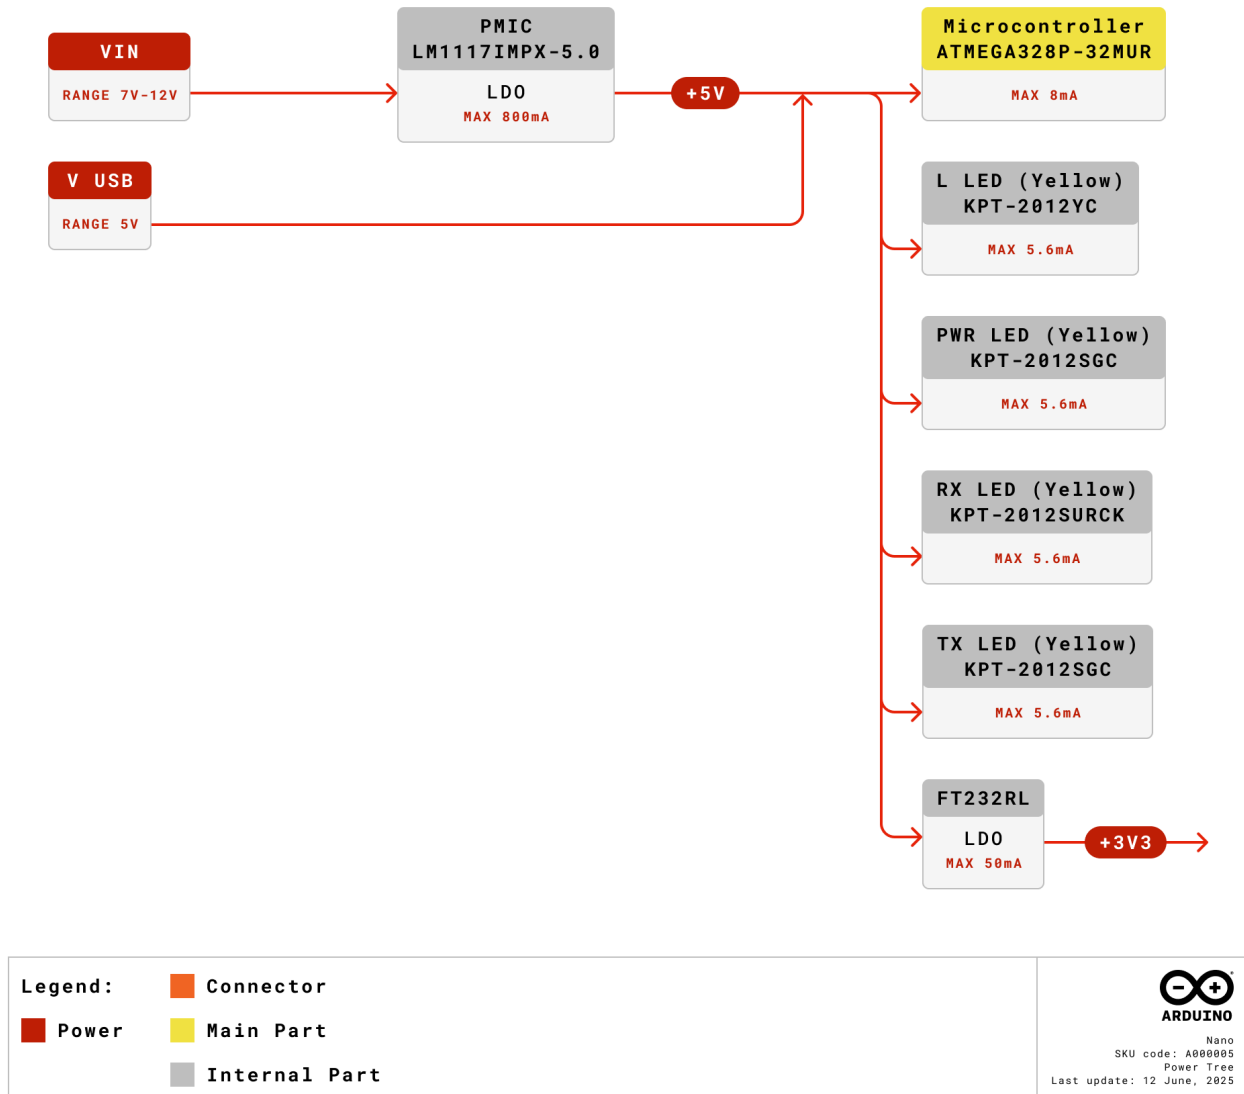 VIN
RANGE 7V-12V
PMIC
LM1117IMPX-5.0
LDO
MAX 800mA
+5V
Microcontroller
ATMEGA328P-32MUR
MAX 8mA
V USB
RANGE 5V
L LED (Yellow)
KPT-2012YC
MAX 5.6mA
PWR LED (Yellow)
KPT-2012SGC
MAX 5.6mA
RX LED (Yellow)
KPT-2012SURCK
MAX 5.6mA
TX LED (Yellow)
KPT-2012SGC
MAX 5.6mA
FT232RL
LDO
MAX 50mA
+3V3
Legend:
Power
Connector
Main Part
Internal Part
ARDUINO
Nano
SKU code: A000005
Power Tree
Last update: 12 June, 2025